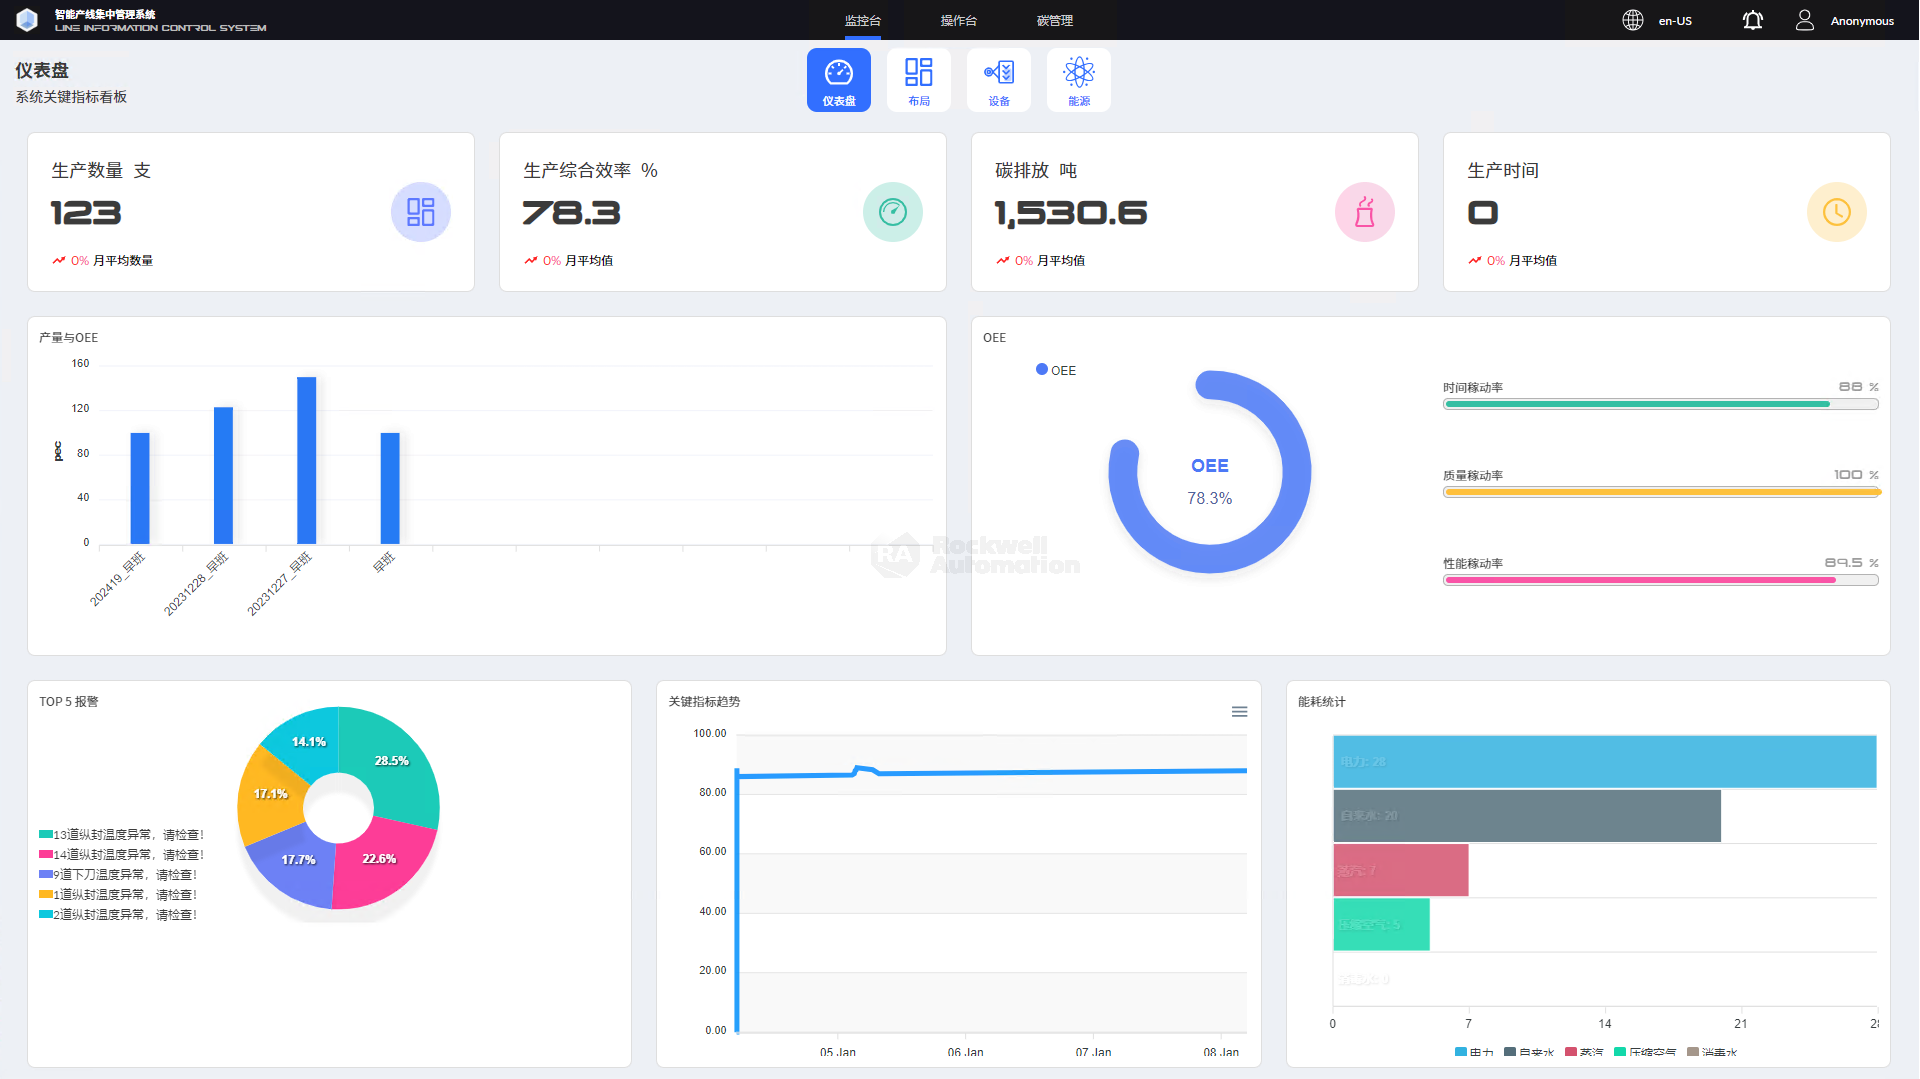 智能产线集中管理系统
LINE INFORMATION CONTROL SYSTEM
监控台
操作台
碳管理
en-US
Anonymous
仪表盘
系统关键指标看板
仪表盘
布局
设备
能源
生产数量 支
123
0% 月平均数量
生产综合效率 %
78.3
0% 月平均值
碳排放 吨
1,530.6
0% 月平均值
生产时间
0
0% 月平均值
产量与OEE
160
120
80
40
0
pec
202419_早班
20231228_早班
20231227_早班
早班
RA Rockwell
Automation
OEE
OEE
OEE
78.3%
时间稼动率 88 %
质量稼动率 100 %
性能稼动率 89.5 %
TOP 5 报警
14.1%
28.5%
17.1%
17.7%
22.6%
13道纵封温度异常，请检查!
14道纵封温度异常，请检查!
9道下刀温度异常，请检查!
1道纵封温度异常，请检查!
2道纵封温度异常，请检查!
关键指标趋势
100.00
80.00
60.00
40.00
20.00
0.00
05 Jan
06 Jan
07 Jan
08 Jan
能耗统计
电力: 28
自来水: 20
蒸汽: 7
压缩空气: 5
消毒水: 0
0
7
14
21
28
电力
自来水
蒸汽
压缩空气
消毒水